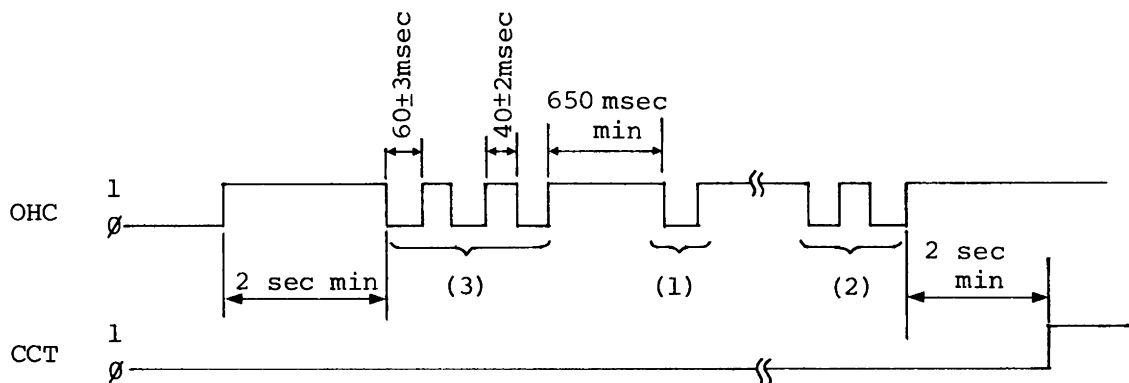 60±3msec
40±2msec
650 msec
min
1
OHC
Ø
2 sec min
(3)
(1)
(2)
2 sec
min
1
CCT
Ø